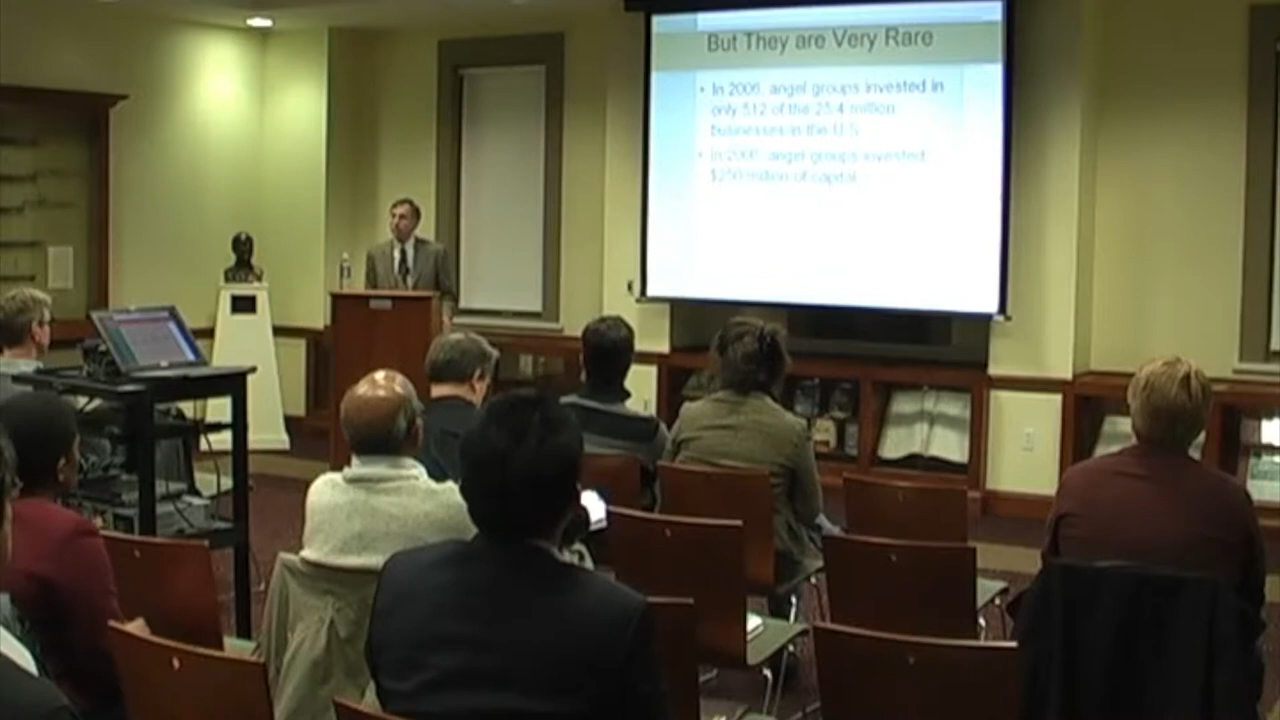 But They are Very Rare
• In 2006, angel groups invested in
only 512 of the 25.4 million
businesses in the U.S.
• In 2006, angel groups invested
$250 million of capital